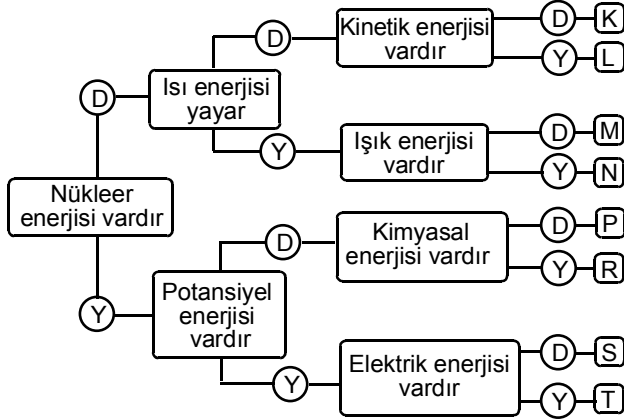 D
Kinetik enerjisi
vardır
D
K
Y
L
Isı enerjisi
yayar
D
Y
Işık enerjisi
vardır
D
M
Y
N
Nükleer
enerjisi vardır
Y
Potansiyel
enerjisi
vardır
D
Kimyasal
enerjisi vardır
D
P
Y
R
Y
Elektrik enerjisi
vardır
D
S
Y
T